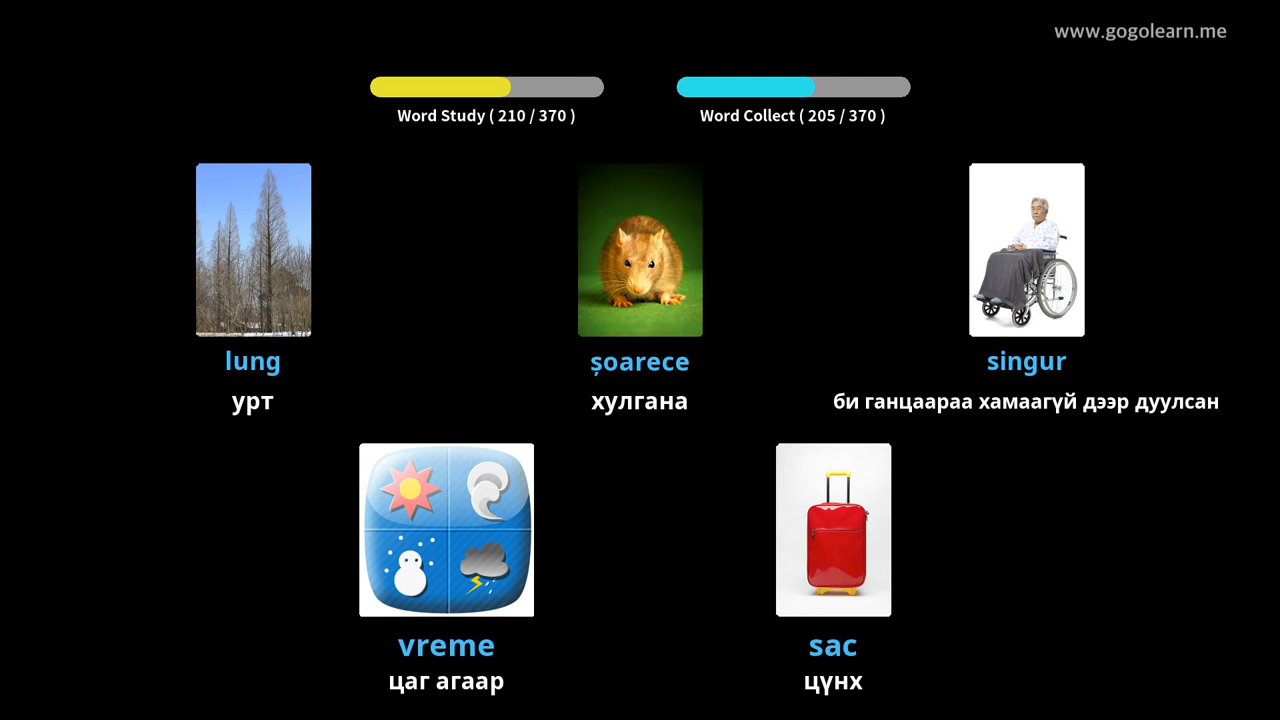 www.gogolearn.me
Word Study ( 210 / 370 )
Word Collect ( 205 / 370 )
lung
șoarece
singur
урт
хулгана
би ганцаараа хамаагүй дээр дуулсан
vreme
sac
цаг агаар
цүнх